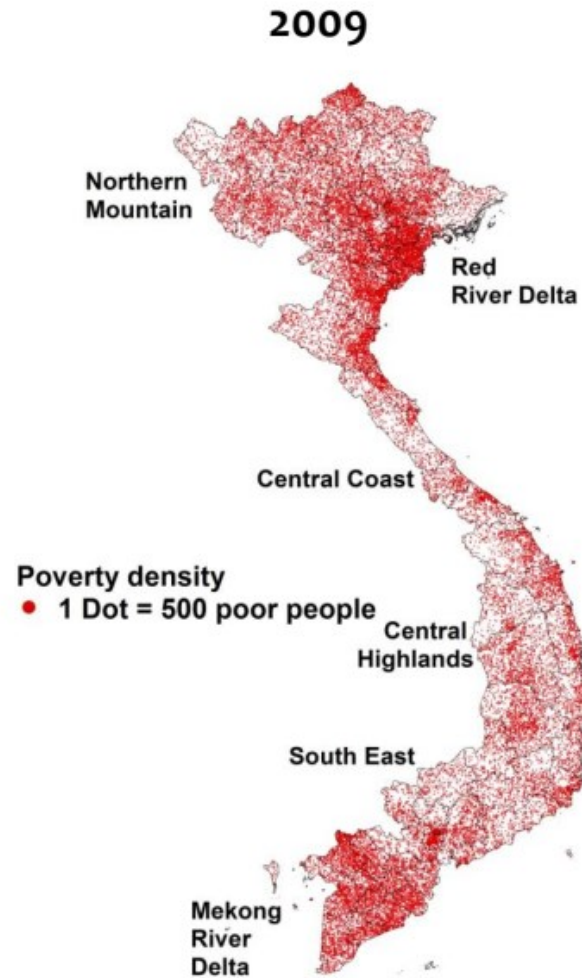 2009
Northern
Mountain
Red
River Delta
Central Coast
Poverty density
1 Dot = 500 poor people
Central
Highlands
South East
Mekong
River
Delta